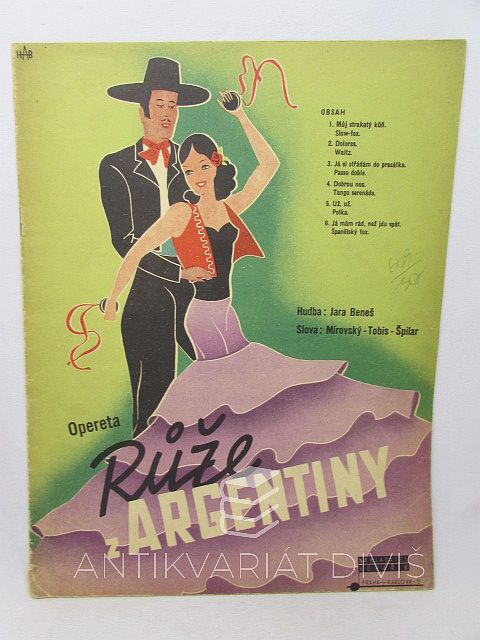 HAB
OBSAH
1. Můj strakatý kůň.
Slow-fox.
2. Dolores.
Waltz.
3. Já si střádám do prasátka.
Passo doble.
4. Dobrou noc.
Tango serenáda.
5. Už, už.
Polka.
6. Já mám rád, než jdu spát.
Španělský fox.
Hudba: Jara Beneš
Slova: Mírovský - Tobis - Špilar
Opereta
Růže
z ARGENTINY
ANTIKVARIÁT DIVIŠ